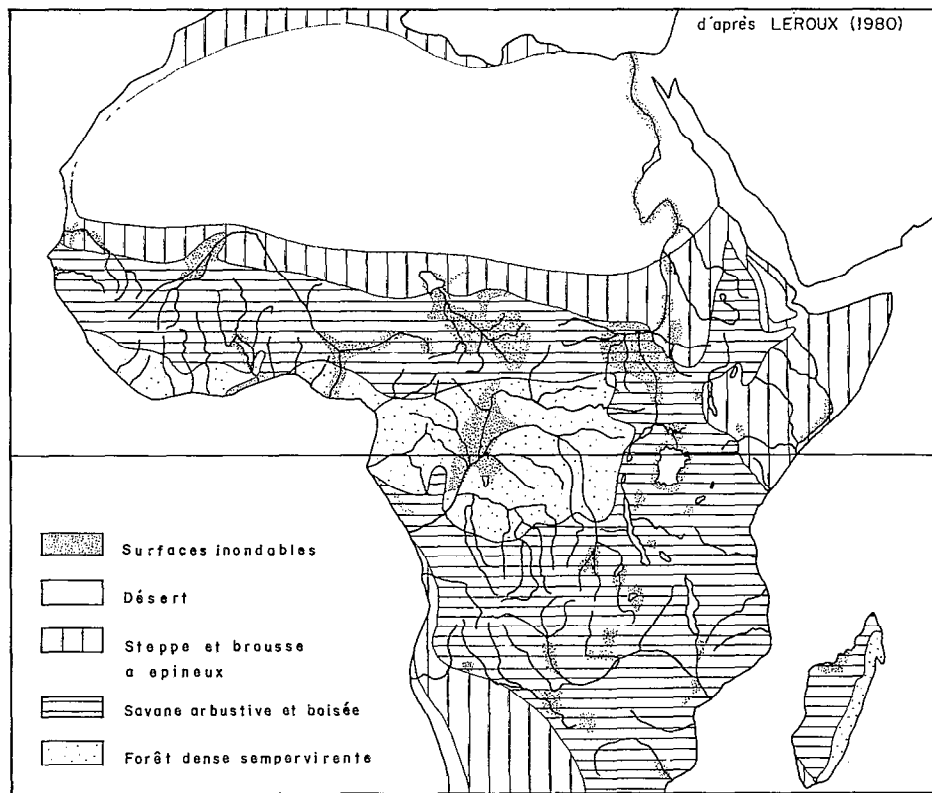 d'après LEROUX (1980)
Surfaces inondables
Désert
Steppe et brousse
a epineux
Savane arbustive et boisée
Forêt dense sempervirente